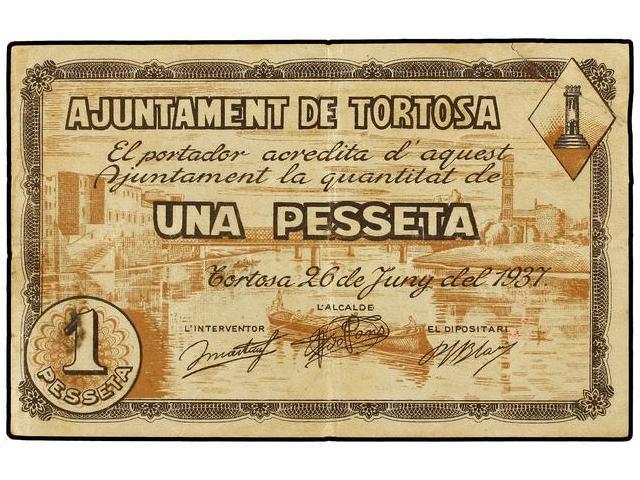 AJUNTAMENT DE TORTOSA
El portador acredita d'aquest
Ajuntament la quantitat de
UNA PESSETA
Tortosa 26 de Juny del 1937.
L'ALCALDE
L'INTERVENTOR
EL DIPOSITARI
1
PESSETA